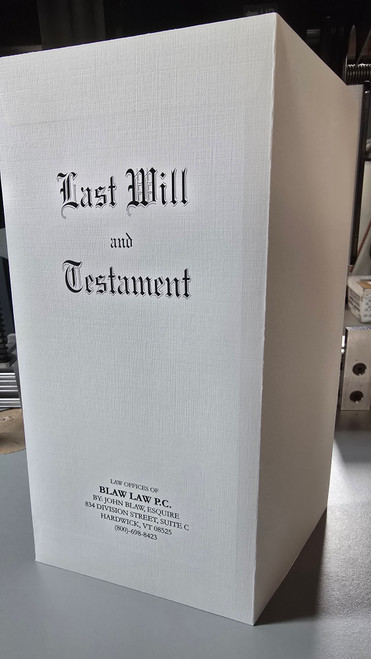 Last Will
and
Testament
LAW OFFICES OF
BLAW LAW P.C.
BY: JOHN BLAW, ESQUIRE
834 DIVISION STREET, SUITE C
HARDWICK, VT 08525
(800)-698-8423